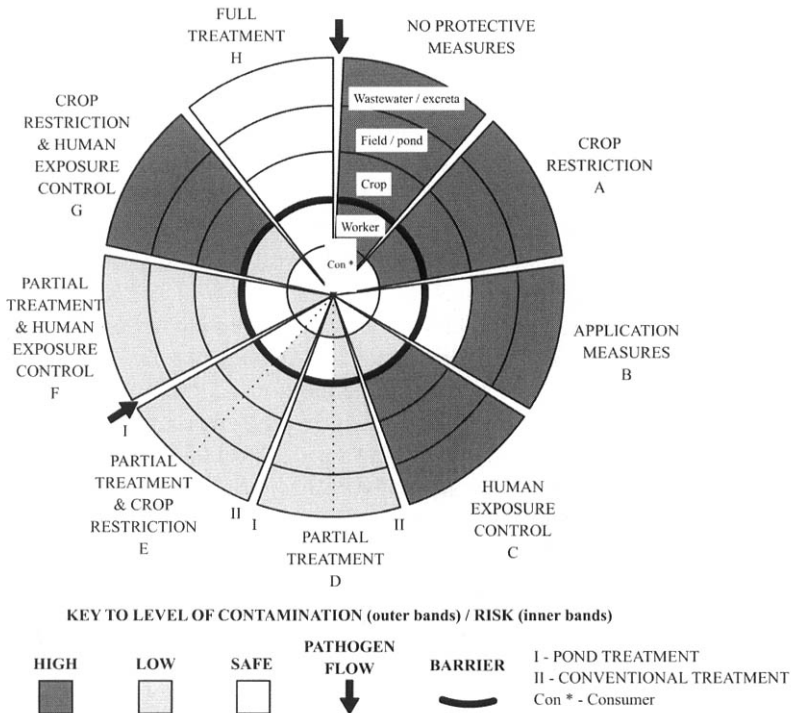 FULL
TREATMENT
H
NO PROTECTIVE
MEASURES
Wastewater / excreta
Field / pond
Crop
Worker
Con *
CROP
RESTRICTION
A
APPLICATION
MEASURES
B
HUMAN
EXPOSURE
CONTROL
C
II
PARTIAL
TREATMENT
D
I
II
PARTIAL
TREATMENT
& CROP
RESTRICTION
E
I
PARTIAL
TREATMENT
& HUMAN
EXPOSURE
CONTROL
F
CROP
RESTRICTION
& HUMAN
EXPOSURE
CONTROL
G
KEY TO LEVEL OF CONTAMINATION (outer bands) / RISK (inner bands)
HIGH
LOW
SAFE
PATHOGEN
FLOW
BARRIER
I - POND TREATMENT
II - CONVENTIONAL TREATMENT
Con * - Consumer